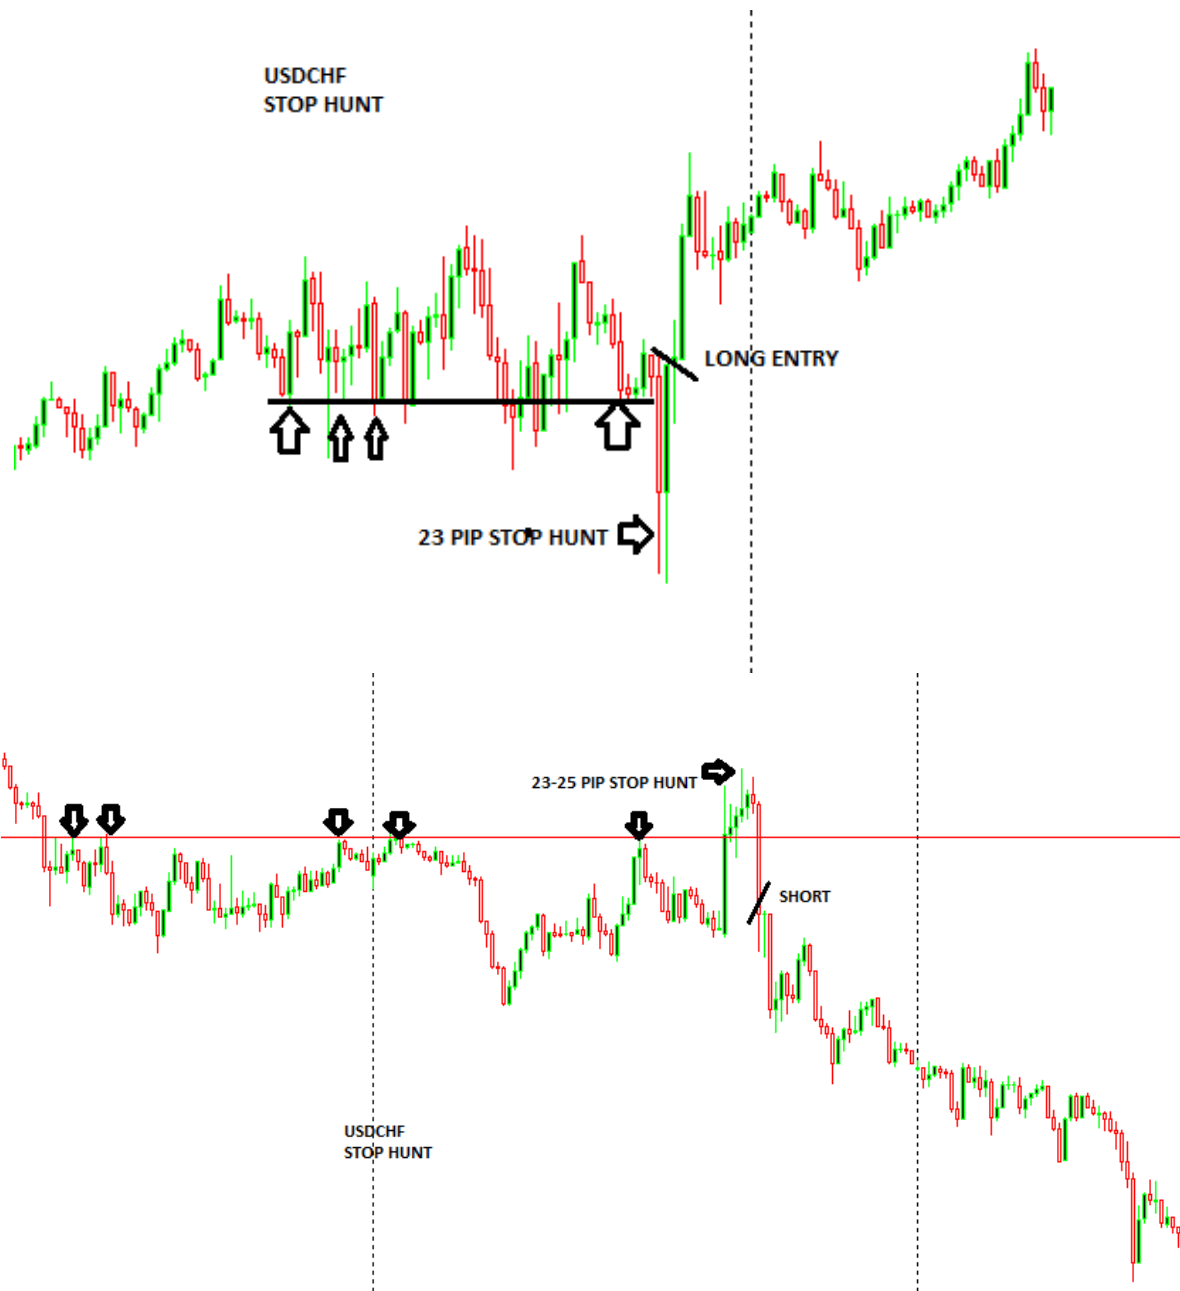 USDCHF
STOP HUNT
LONG ENTRY
23 PIP STOP HUNT
23-25 PIP STOP HUNT
SHORT
USDCHF
STOP HUNT